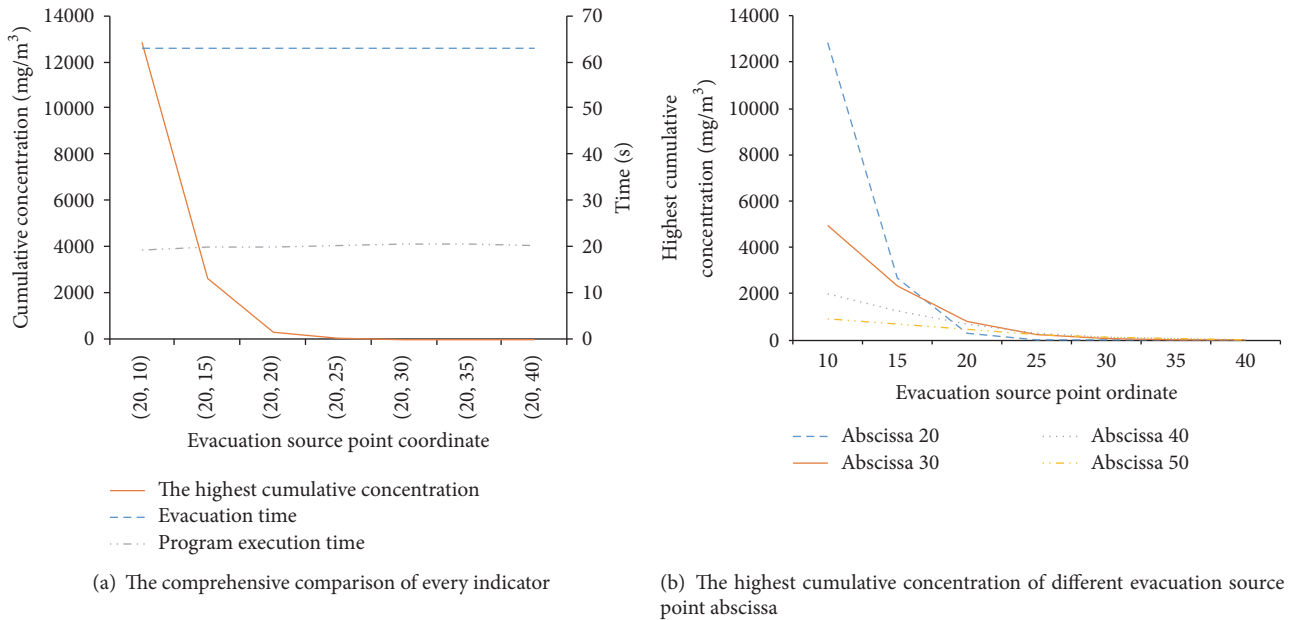 14000
12000
10000
8000
6000
4000
2000
0
Cumulative concentration (mg/m³)
70
60
50
40
30
20
10
0
Time (s)
(20, 10)
(20, 15)
(20, 20)
(20, 25)
(20, 30)
(20, 35)
(20, 40)
Evacuation source point coordinate
The highest cumulative concentration
Evacuation time
Program execution time
(a) The comprehensive comparison of every indicator
14000
12000
10000
8000
6000
4000
2000
0
Highest cumulative
concentration (mg/m³)
10 15 20 25 30 35 40
Evacuation source point ordinate
Abscissa 20
Abscissa 30
Abscissa 40
Abscissa 50
(b) The highest cumulative concentration of different evacuation source
point abscissa